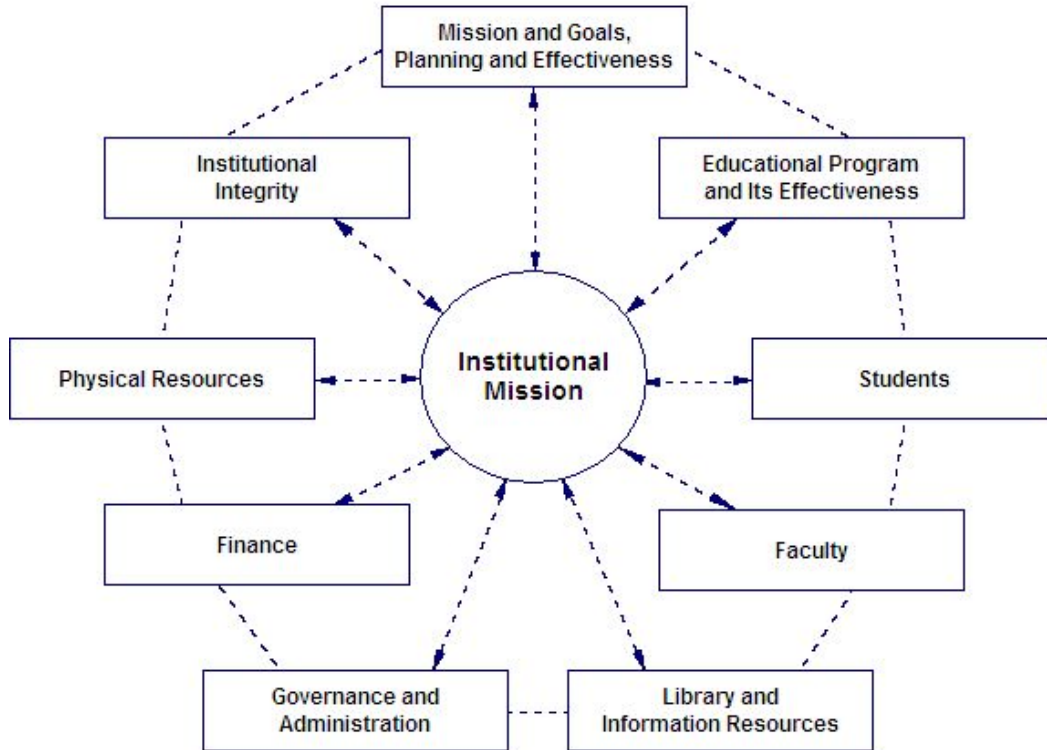 Mission and Goals,
Planning and Effectiveness
Institutional
Integrity
Educational Program
and Its Effectiveness
Institutional
Mission
Physical Resources
Students
Finance
Faculty
Governance and
Administration
Library and
Information Resources